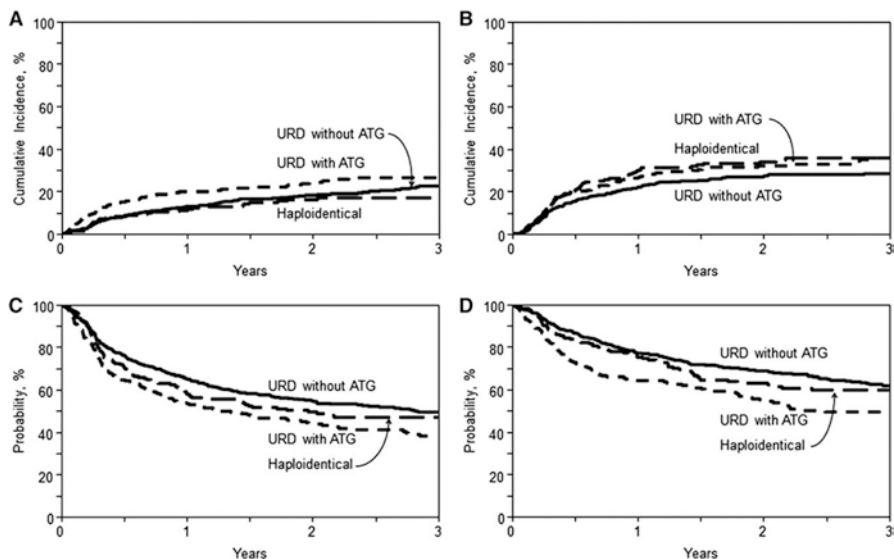 A
Cumulative Incidence, %
100
80
60
40
20
0
URD without ATG
URD with ATG
Haploidentical
0 1 2 3
Years
B
Cumulative Incidence, %
100
80
60
40
20
0
URD with ATG
Haploidentical
URD without ATG
0 1 2 3
Years
C
Probability, %
100
80
60
40
20
0
URD without ATG
URD with ATG
Haploidentical
0 1 2 3
Years
D
Probability, %
100
80
60
40
20
0
URD without ATG
URD with ATG
Haploidentical
0 1 2 3
Years